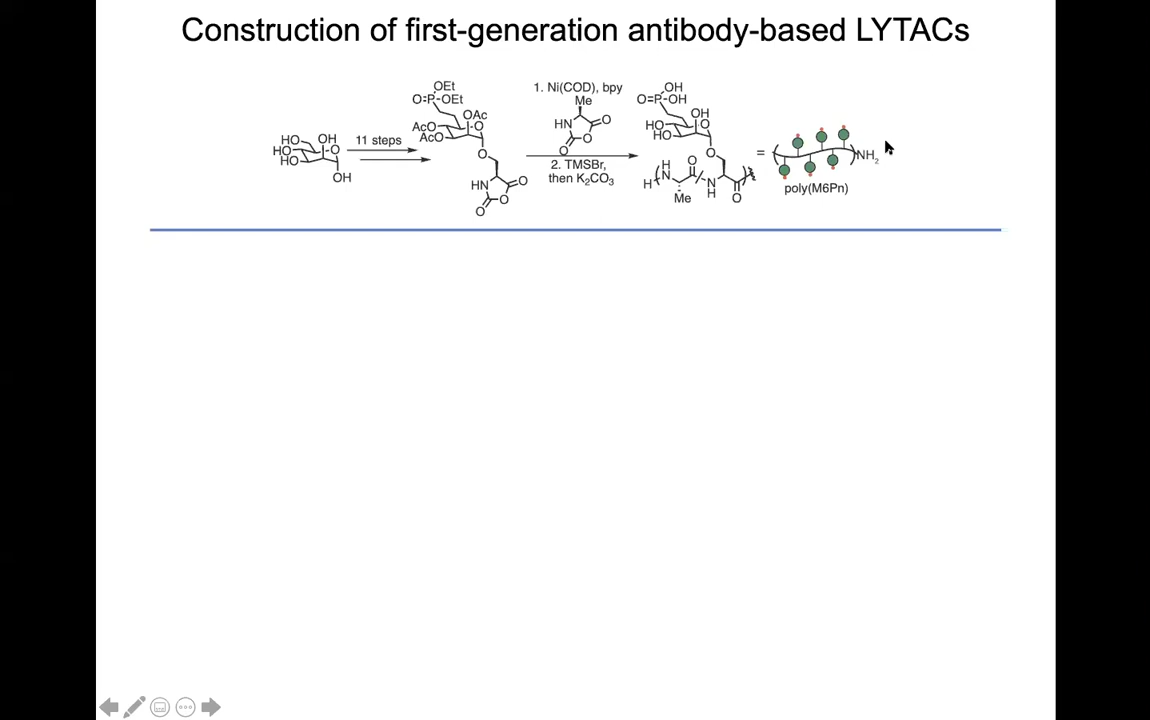 Construction of first-generation antibody-based LYTACs
OEt
O=P-OEt
OAc
AcO
O
AcO
O
HN
O
O
O
HO
OH
HO
O
HO
OH
11 steps
1. Ni(COD), bpy
Me
HN
O
O
O
2. TMSBr,
then K2CO3
OH
O=P-OH
OH
HO
O
HO
O
H
O
H
N
N
H
Me
O
=
NH2
poly(M6Pn)